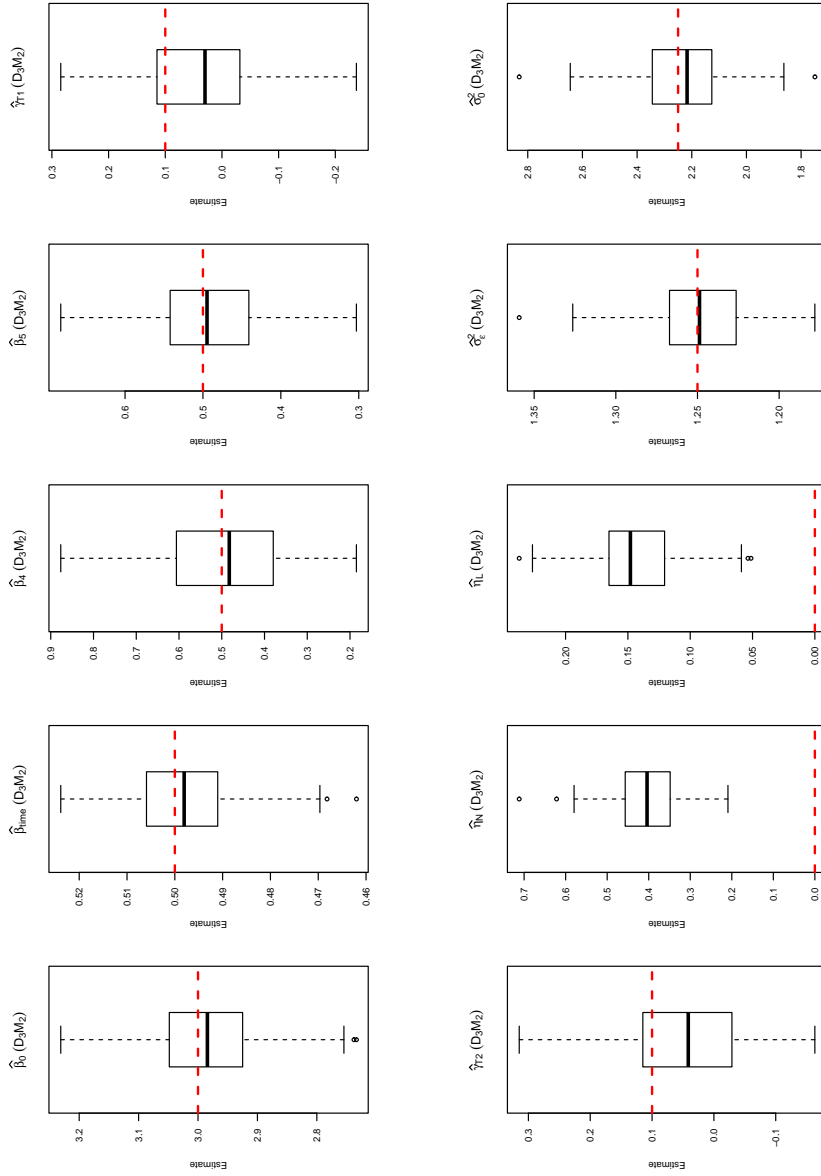 β̂₀ (D₃M₂)
Estimate
3.2
3.1
3.0
2.9
2.8
β̂time (D₃M₂)
Estimate
0.52
0.51
0.50
0.49
0.48
0.47
0.46
β̂₄ (D₃M₂)
Estimate
0.9
0.8
0.7
0.6
0.5
0.4
0.3
0.2
β̂₅ (D₃M₂)
Estimate
0.6
0.5
0.4
0.3
γ̂T1 (D₃M₂)
Estimate
0.3
0.2
0.1
0.0
−0.1
−0.2
γ̂T2 (D₃M₂)
Estimate
0.3
0.2
0.1
0.0
−0.1
η̂N (D₃M₂)
Estimate
0.7
0.6
0.5
0.4
0.3
0.2
0.1
0.0
η̂L (D₃M₂)
Estimate
0.20
0.15
0.10
0.05
0.00
σ̂²ε (D₃M₂)
Estimate
1.35
1.30
1.25
1.20
σ̂²₀ (D₃M₂)
Estimate
2.8
2.6
2.4
2.2
2.0
1.8